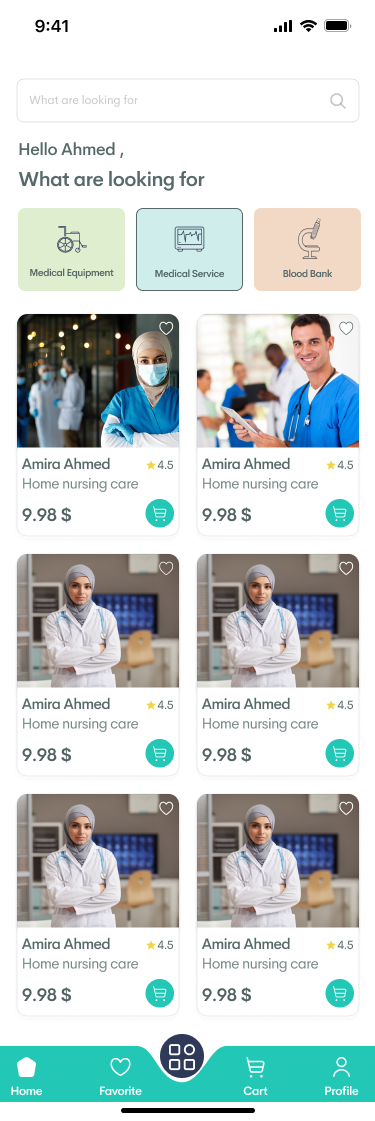 9:41
What are looking for
Hello Ahmed ,
What are looking for
Medical Equipment
Medical Service
Blood Bank
Amira Ahmed 4.5
Home nursing care
9.98 $
Amira Ahmed 4.5
Home nursing care
9.98 $
Amira Ahmed 4.5
Home nursing care
9.98 $
Amira Ahmed 4.5
Home nursing care
9.98 $
Amira Ahmed 4.5
Home nursing care
9.98 $
Amira Ahmed 4.5
Home nursing care
9.98 $
Home
Favorite
Cart
Profile